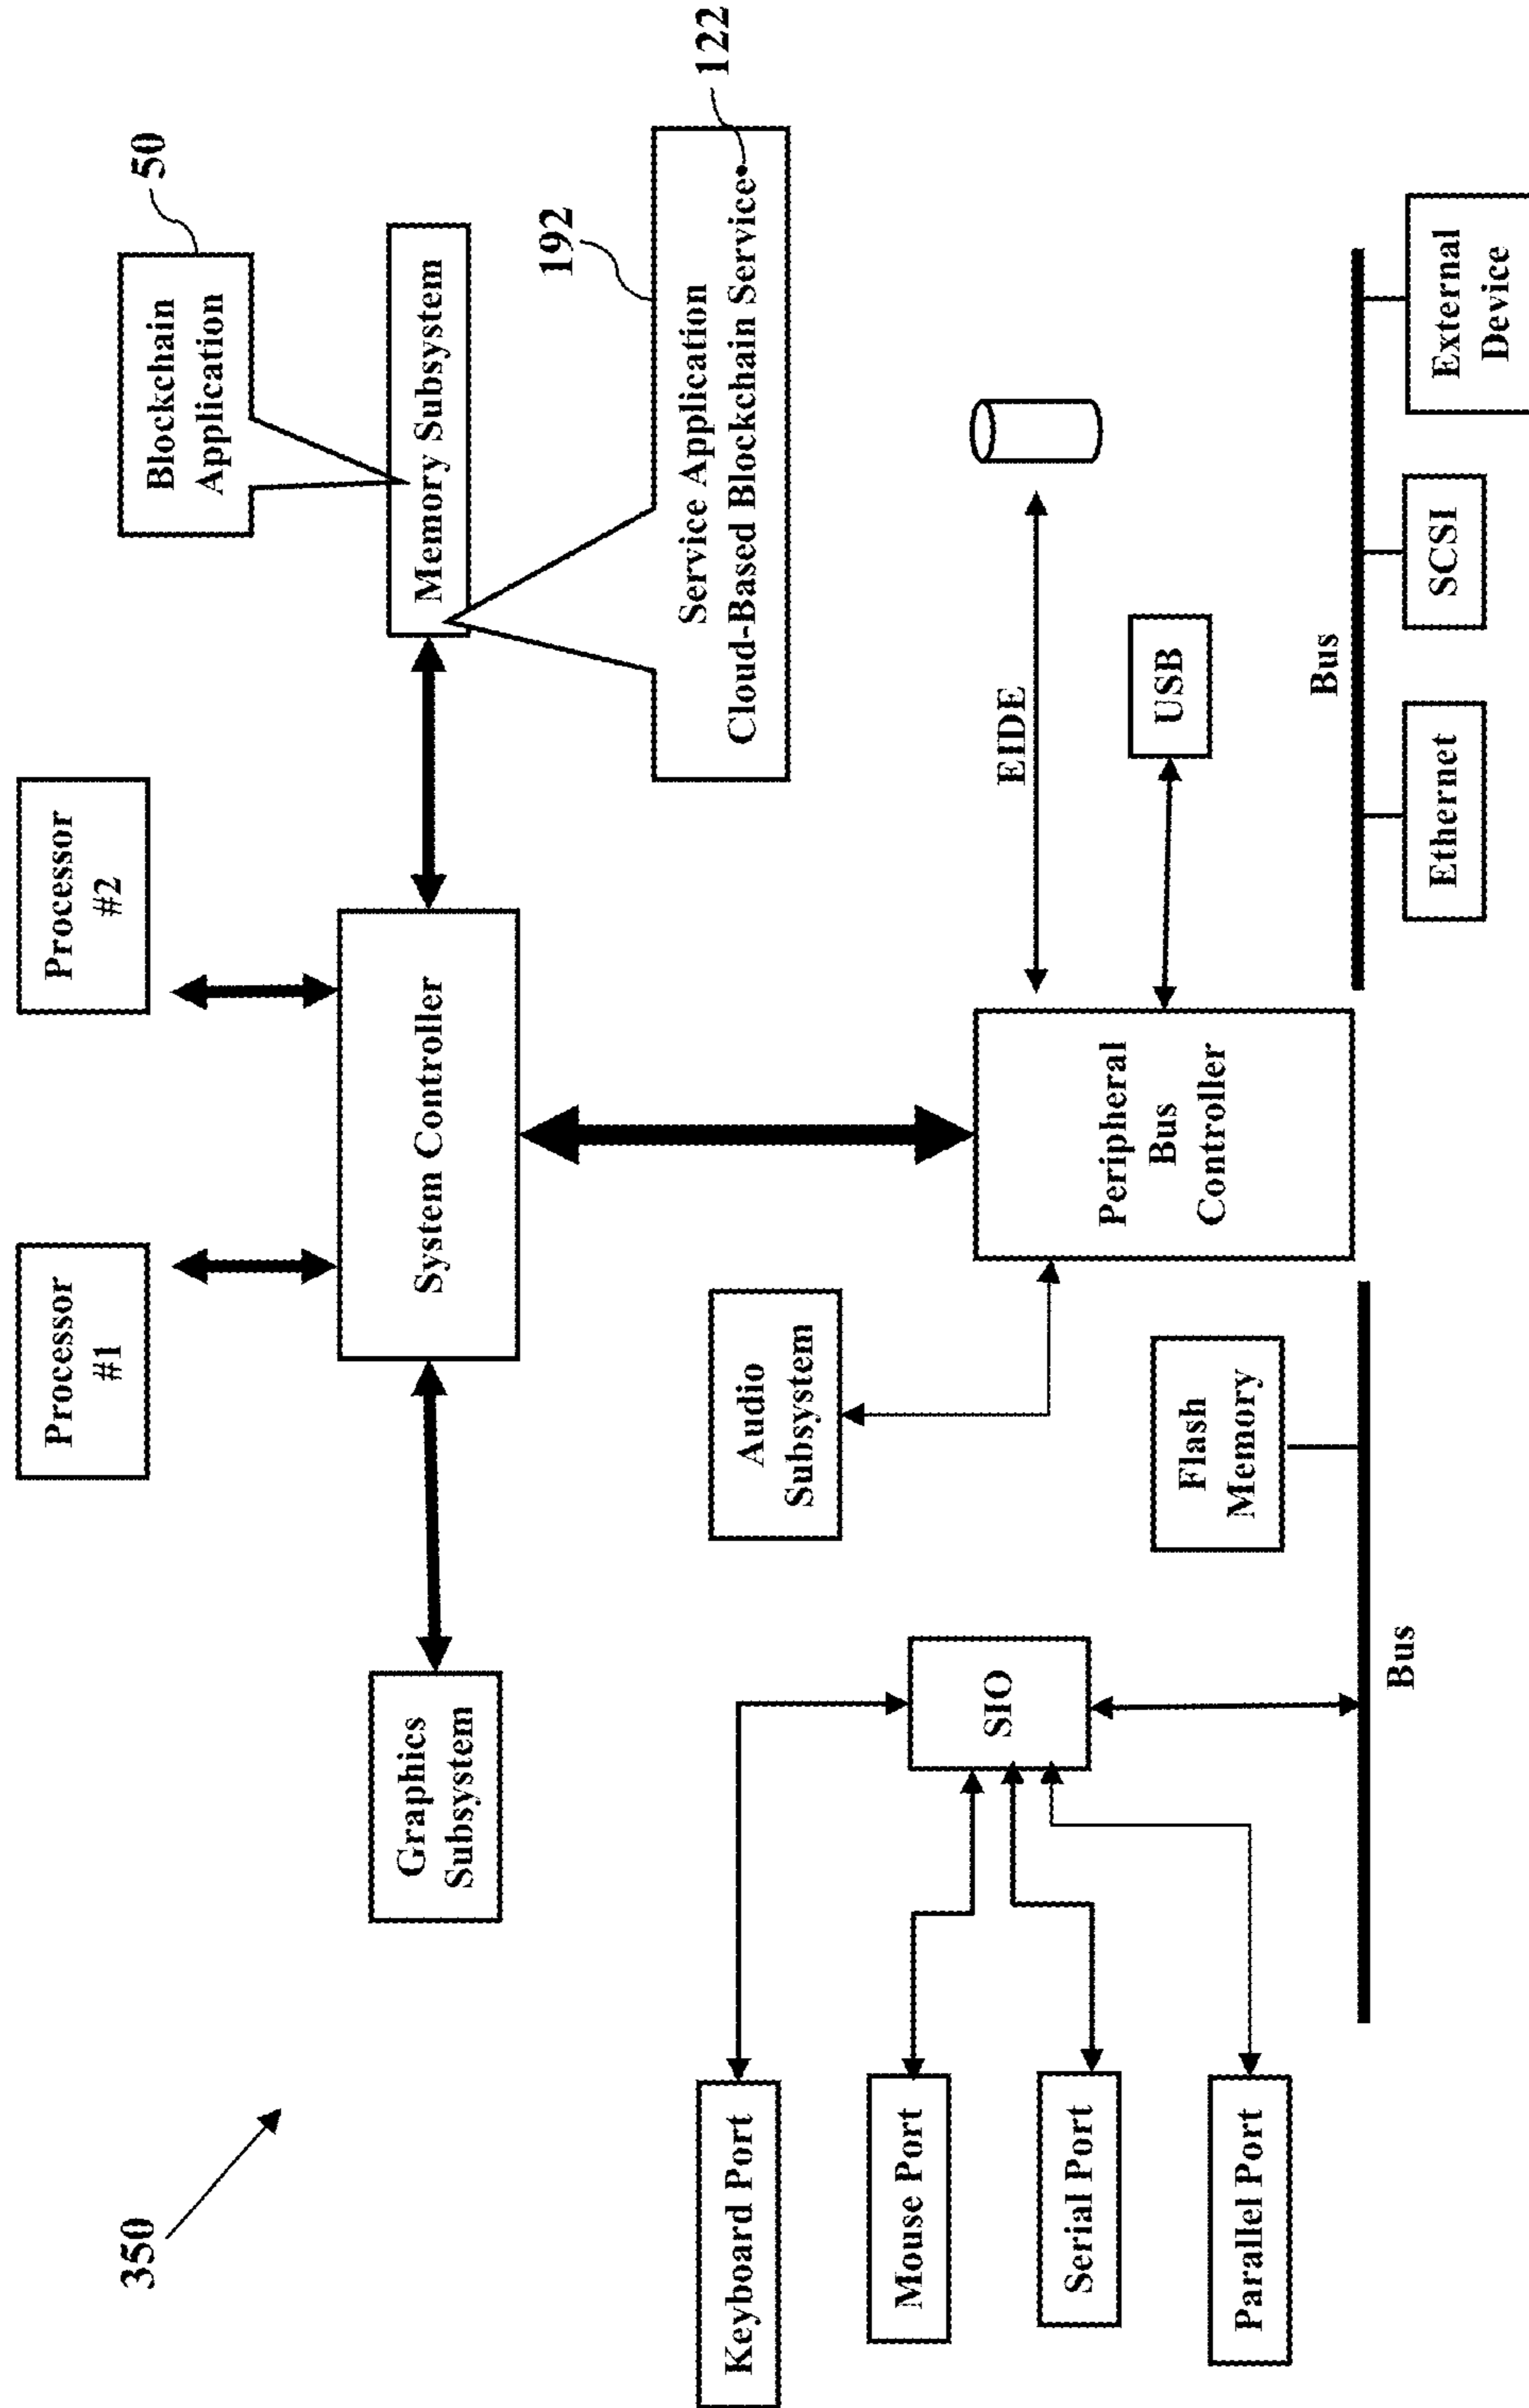 350
Processor
#1
Processor
#2
Blockchain
Application
50
Graphics
Subsystem
System Controller
Memory Subsystem
192
Service Application
Cloud-Based Blockchain Service
122
Keyboard Port
Mouse Port
Serial Port
Parallel Port
SIO
Audio
Subsystem
Flash
Memory
Bus
Peripheral
Bus
Controller
EIDE
USB
Bus
Ethernet
SCSI
External
Device